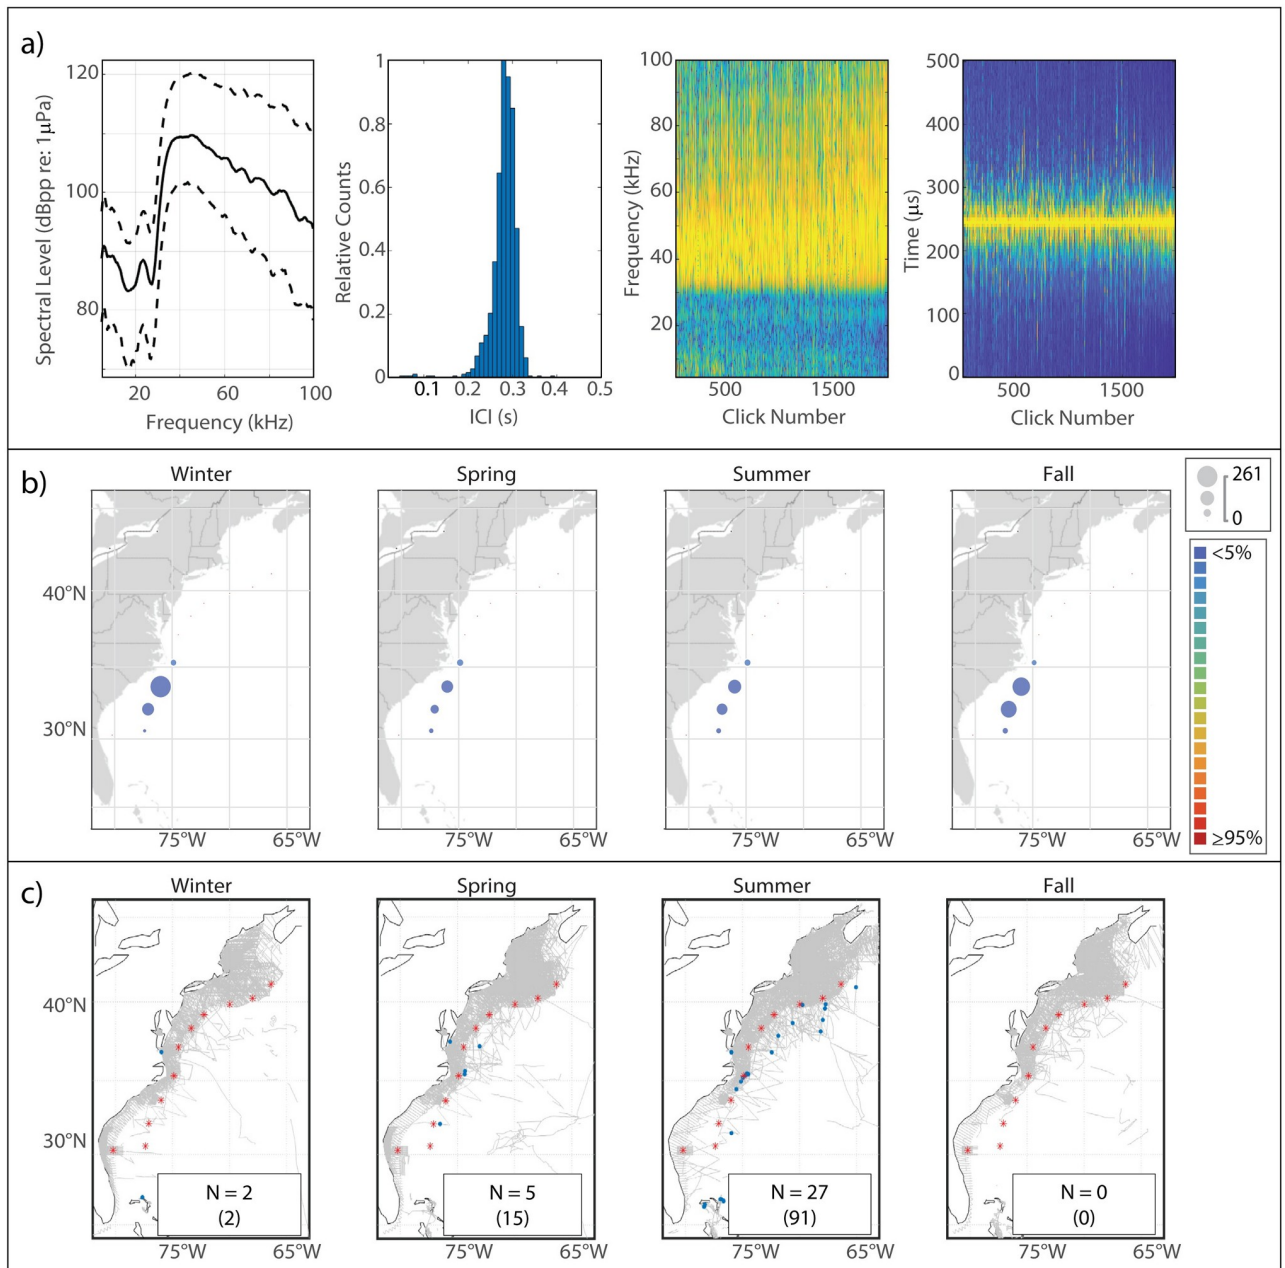 a)
120
100
80
Spectral Level (dBpp re: 1µPa)
20 60 100
Frequency (kHz)
1
0.8
0.6
0.4
0.2
0
Relative Counts
0.1 0.2 0.3 0.4 0.5
ICI (s)
100
80
60
40
20
Frequency (kHz)
500 1500
Click Number
500
400
300
200
100
0
Time (µs)
500 1500
Click Number
b)
Winter Spring Summer Fall
261
0
<5%
≥95%
40°N
30°N
75°W 65°W 75°W 65°W 75°W 65°W 75°W 65°W
c)
Winter Spring Summer Fall
40°N
30°N
N = 2
(2)
N = 5
(15)
N = 27
(91)
N = 0
(0)
75°W 65°W 75°W 65°W 75°W 65°W 75°W 65°W